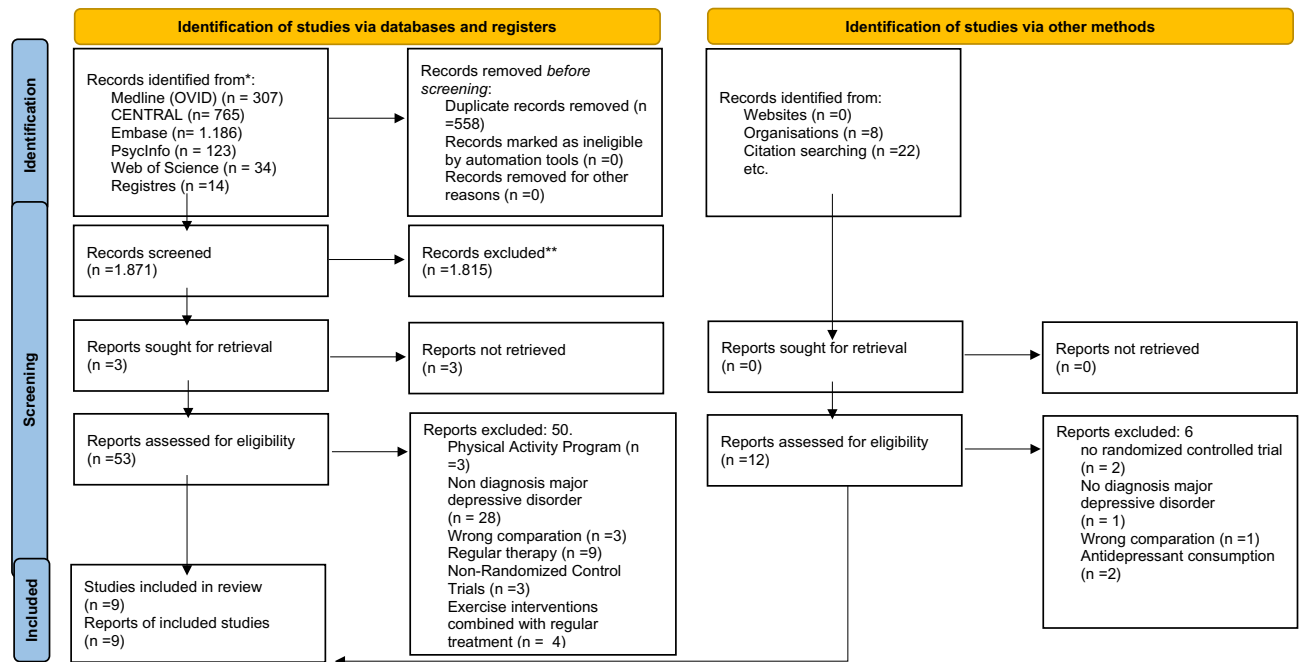 Identification of studies via databases and registers
Identification of studies via other methods
Identification
Records identified from*:
Medline (OVID) (n = 307)
CENTRAL (n= 765)
Embase (n= 1.186)
PsycInfo (n = 123)
Web of Science (n = 34)
Registres (n =14)
Records removed before
screening:
Duplicate records removed (n
=558)
Records marked as ineligible
by automation tools (n =0)
Records removed for other
reasons (n =0)
Records identified from:
Websites (n =0)
Organisations (n =8)
Citation searching (n =22)
etc.
Screening
Records screened
(n =1.871)
Records excluded**
(n =1.815)
Reports sought for retrieval
(n =3)
Reports not retrieved
(n =3)
Reports sought for retrieval
(n =0)
Reports not retrieved
(n =0)
Reports assessed for eligibility
(n =53)
Reports excluded: 50.
Physical Activity Program (n
=3)
Non diagnosis major
depressive disorder
(n = 28)
Wrong comparation (n =3)
Regular therapy (n =9)
Non-Randomized Control
Trials (n =3)
Exercise interventions
combined with regular
treatment (n = 4)
Reports assessed for eligibility
(n =12)
Reports excluded: 6
no randomized controlled trial
(n = 2)
No diagnosis major
depressive disorder
(n = 1)
Wrong comparation (n =1)
Antidepressant consumption
(n =2)
Included
Studies included in review
(n =9)
Reports of included studies
(n =9)